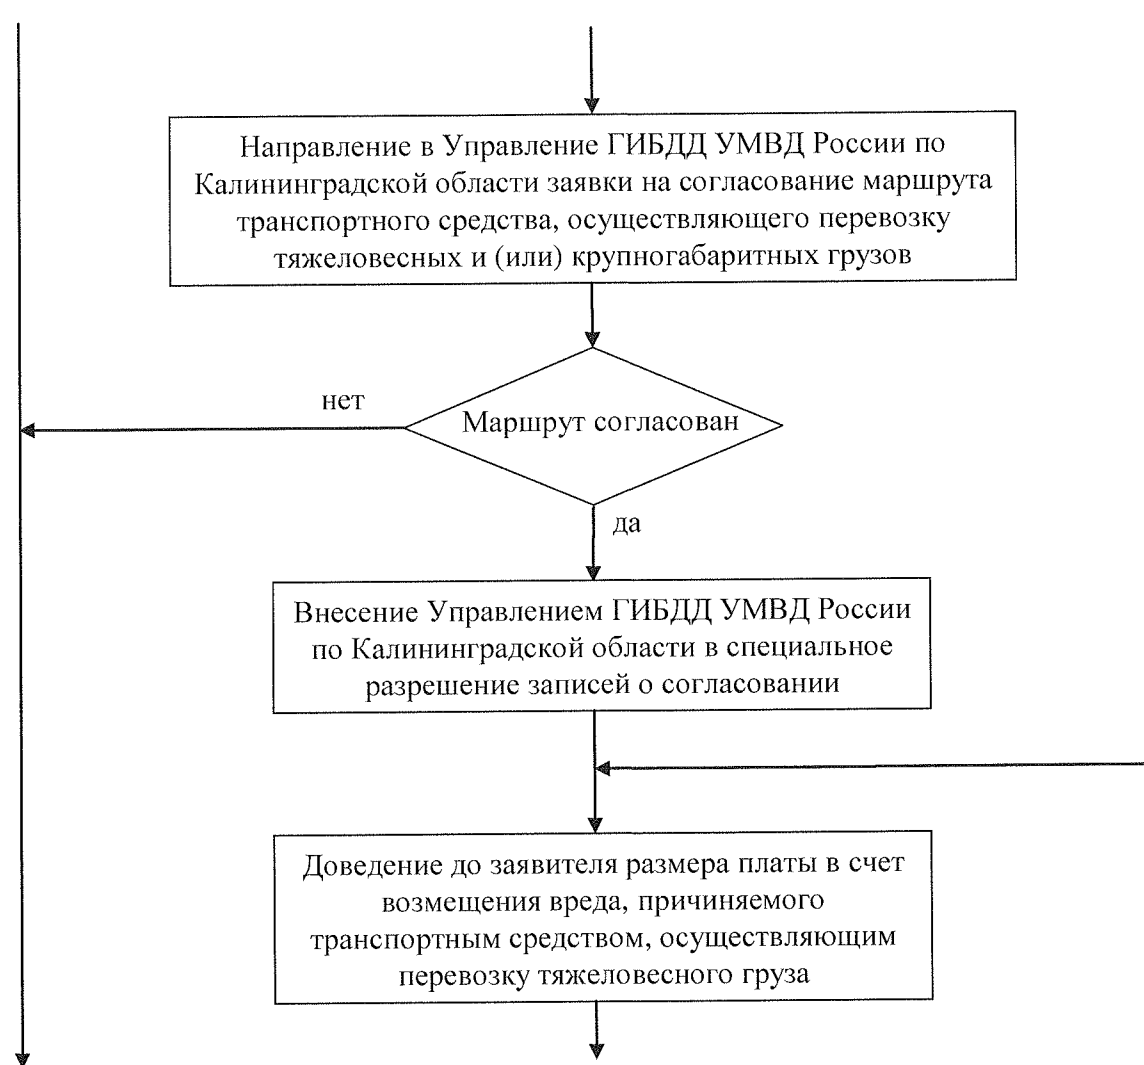 Направление в Управление ГИБДД УМВД России по
Калининградской области заявки на согласование маршрута
транспортного средства, осуществляющего перевозку
тяжеловесных и (или) крупногабаритных грузов
нет
Маршрут согласован
да
Внесение Управлением ГИБДД УМВД России
по Калининградской области в специальное
разрешение записей о согласовании
Доведение до заявителя размера платы в счет
возмещения вреда, причиняемого
транспортным средством, осуществляющим
перевозку тяжеловесного груза